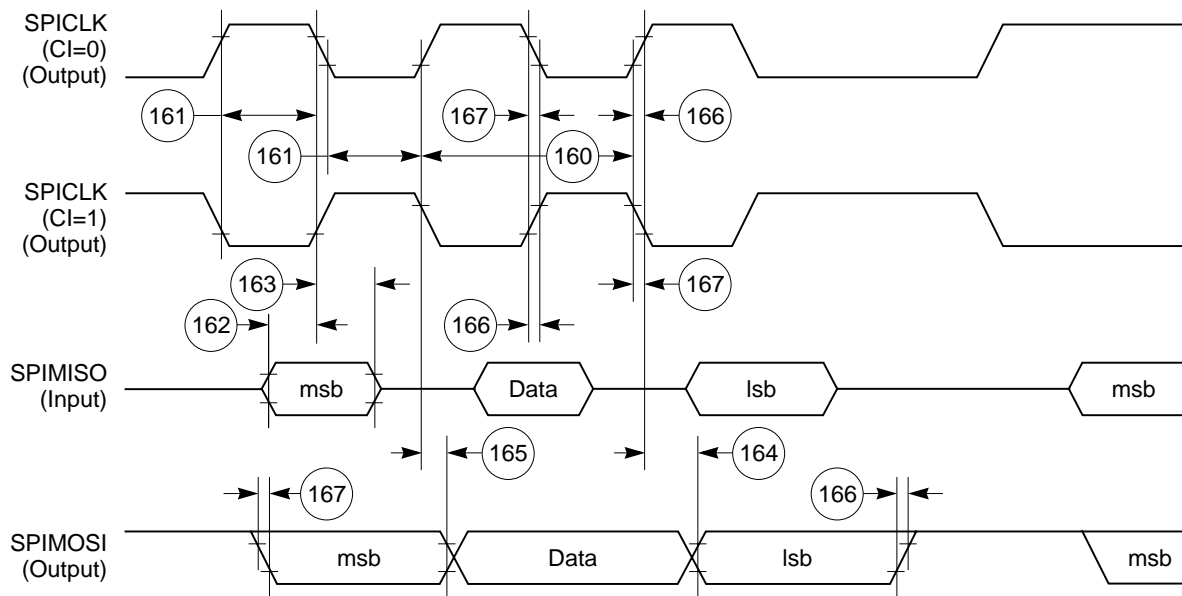 SPICLK
(CI=0)
(Output)
161
167
166
161
160
SPICLK
(CI=1)
(Output)
163
167
162
166
SPIMISO
(Input)
msb
Data
lsb
msb
165
164
167
166
SPIMOSI
(Output)
msb
Data
lsb
msb